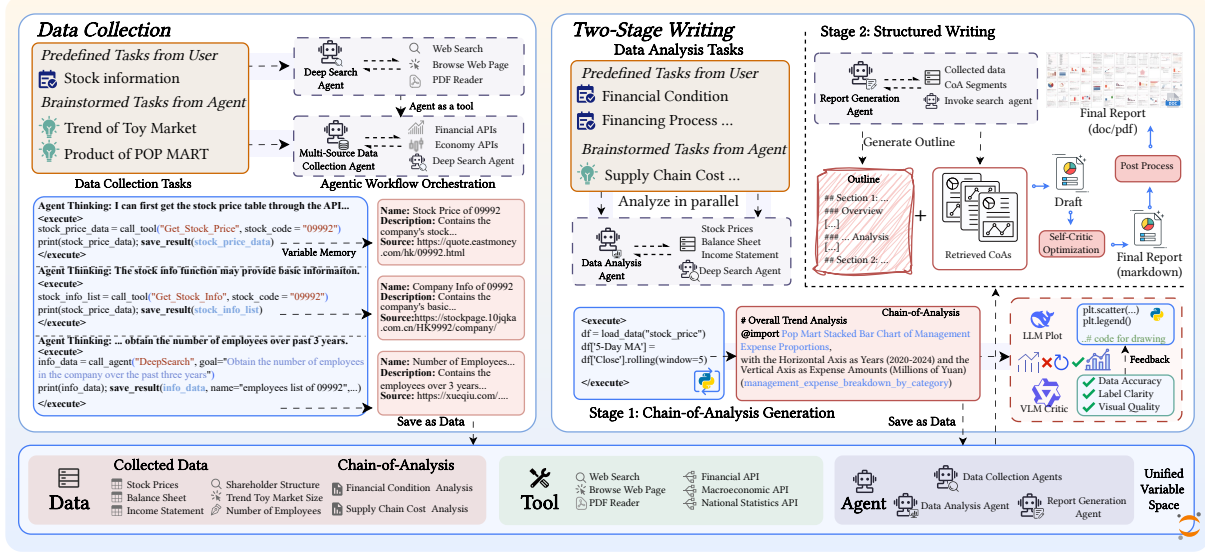 Data Collection
Predefined Tasks from User
Stock information
Brainstormed Tasks from Agent
Trend of Toy Market
Product of POP MART
Data Collection Tasks
Deep Search
Agent
Web Search
Browse Web Page
PDF Reader
Agent as a tool
Multi-Source Data
Collection Agent
Financial APIs
Economy APIs
Deep Search Agent
Agentic Workflow Orchestration
Agent Thinking: I can first get the stock price table through the API...
<execute>
stock_price_data = call_tool("Get_Stock_Price", stock_code = "09992")
print(stock_price_data); save_result(stock_price_data)
</execute>
Variable Memory
Agent Thinking: The stock info function may provide basic informaiton.
<execute>
stock_info_list = call_tool("Get_Stock_Info", stock_code = "09992")
print(stock_price_data); save_result(stock_info_list)
</execute>
Agent Thinking: ... obtain the number of employees over past 3 years.
<execute>
info_data = call_agent("DeepSearch", goal="Obtain the number of employees
in the company over the past three years")
print(info_data); save_result(info_data, name="employees list of 09992",...)
</execute>
Name: Stock Price of 09992
Description: Contains the
company's stock...
Source: https://quote.eastmoney
.com/hk/09992.html
Name: Company Info of 09992
Description: Contains the
company's basic...
Source:https://stockpage.10jqka
.com.cn/HK9992/company/
Name: Number of Employees...
Description: Contains the
employees over 3 years...
Source: https://xueqiu.com/....
Save as Data
Two-Stage Writing
Data Analysis Tasks
Predefined Tasks from User
Financial Condition
Financing Process ...
Brainstormed Tasks from Agent
Supply Chain Cost ...
Analyze in parallel
Data Analysis
Agent
Stock Prices
Balance Sheet
Income Statement
Deep Search Agent
<execute>
df = load_data("stock_price")
df['5-Day MA'] =
df['Close'].rolling(window=5)
</execute>
Chain-of-Analysis
# Overall Trend Analysis
@import Pop Mart Stacked Bar Chart of Management
Expense Proportions,
with the Horizontal Axis as Years (2020-2024) and the
Vertical Axis as Expense Amounts (Millions of Yuan)
(management_expense_breakdown_by_category)
Stage 1: Chain-of-Analysis Generation
Save as Data
Stage 2: Structured Writing
Report Generation
Agent
Collected data
CoA Segments
Invoke search agent
Generate Outline
Outline
## Section 1: ...
### Overview
[...]
### ... Analysis
[...]
## Section 2: ...
+
Retrieved CoAs
Draft
Self-Critic
Optimization
Final Report
(markdown)
Post Process
Final Report
(doc/pdf)
DOC
LLM Plot
plt.scatter(...)
plt.legend()
..# code for drawing
Feedback
VLM Critic
Data Accuracy
Label Clarity
Visual Quality
Data
Collected Data
Stock Prices
Balance Sheet
Income Statement
Shareholder Structure
Trend Toy Market Size
Number of Employees
Chain-of-Analysis
Financial Condition Analysis
Supply Chain Cost Analysis
Tool
Web Search
Browse Web Page
PDF Reader
Financial API
Macroeconomic API
National Statistics API
Agent
Data Collection Agents
Data Analysis Agent
Report Generation
Agent
Unified
Variable
Space